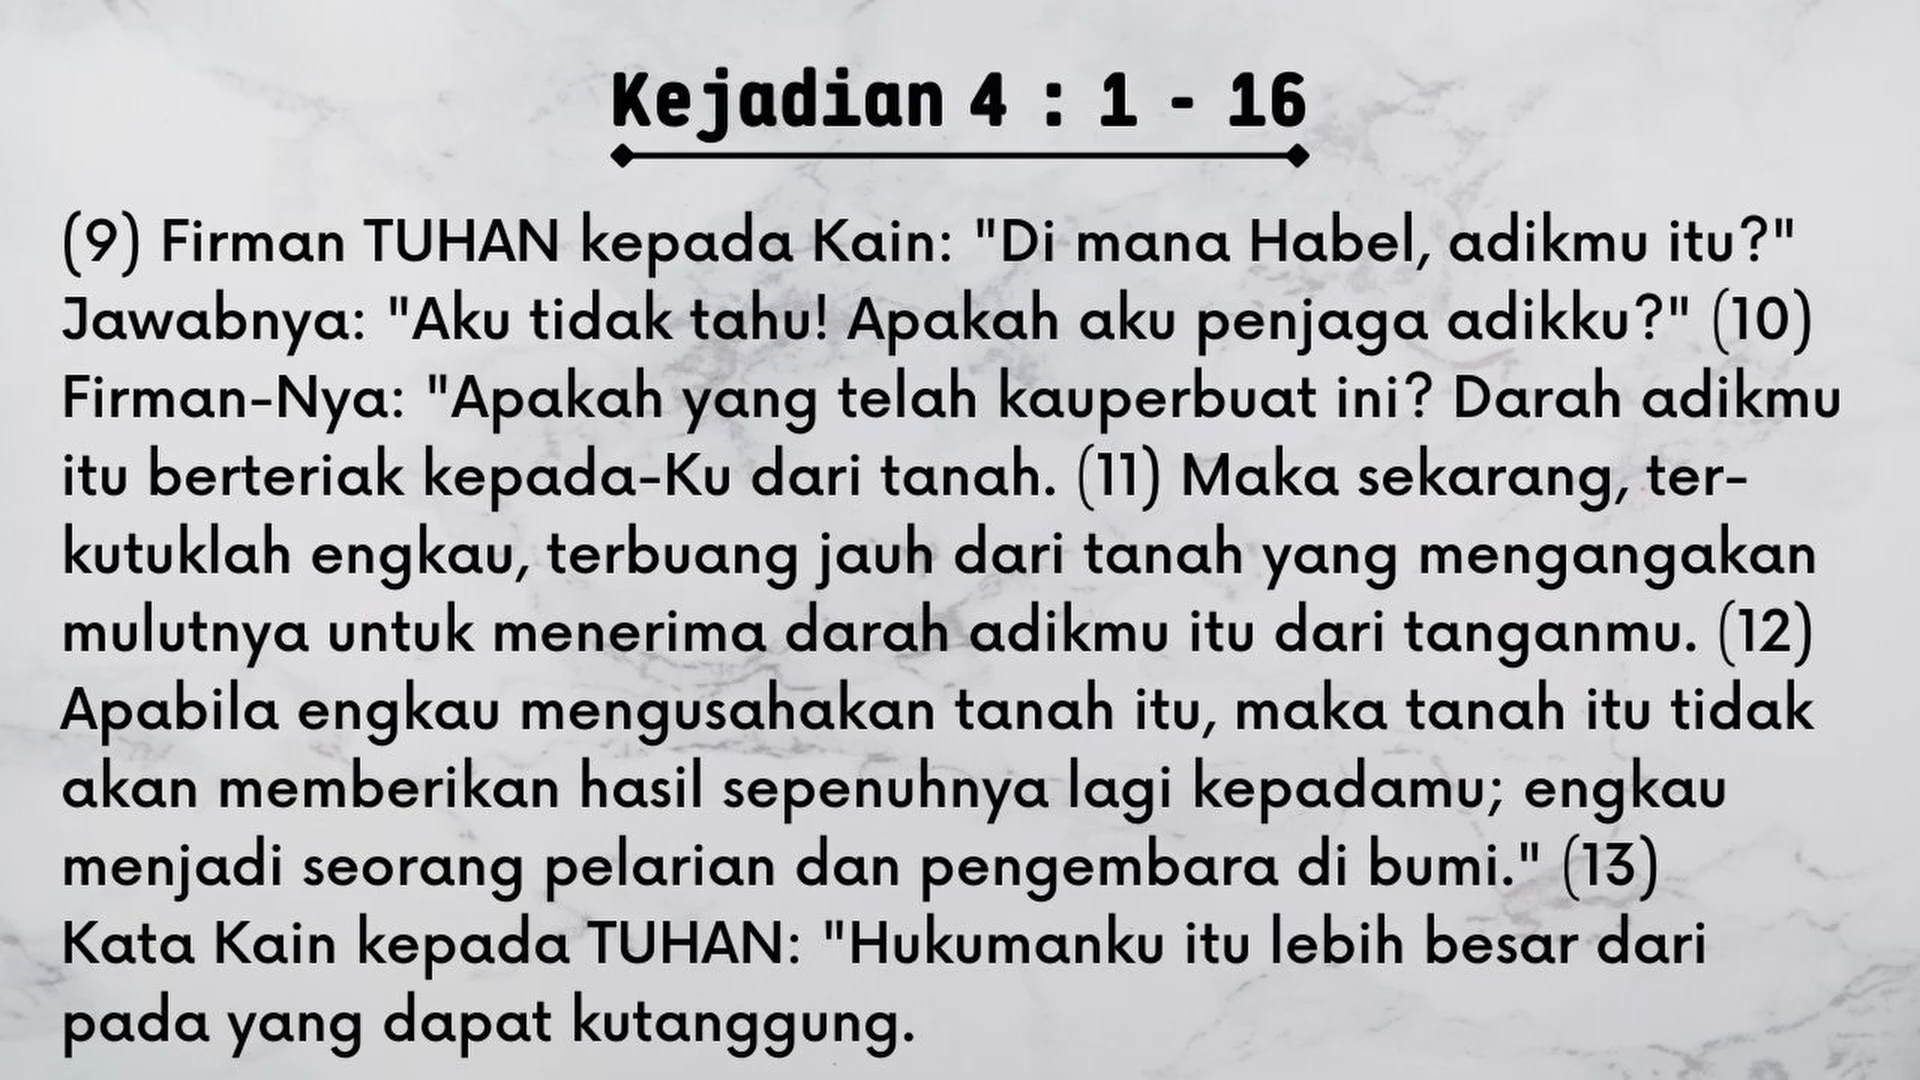 Kejadian 4 : 1 - 16
(9) Firman TUHAN kepada Kain: "Di mana Habel, adikmu itu?"
Jawabnya: "Aku tidak tahu! Apakah aku penjaga adikku?" (10)
Firman-Nya: "Apakah yang telah kauperbuat ini? Darah adikmu
itu berteriak kepada-Ku dari tanah. (11) Maka sekarang, ter-
kutuklah engkau, terbuang jauh dari tanah yang mengangakan
mulutnya untuk menerima darah adikmu itu dari tanganmu. (12)
Apabila engkau mengusahakan tanah itu, maka tanah itu tidak
akan memberikan hasil sepenuhnya lagi kepadamu; engkau
menjadi seorang pelarian dan pengembara di bumi." (13)
Kata Kain kepada TUHAN: "Hukumanku itu lebih besar dari
pada yang dapat kutanggung.